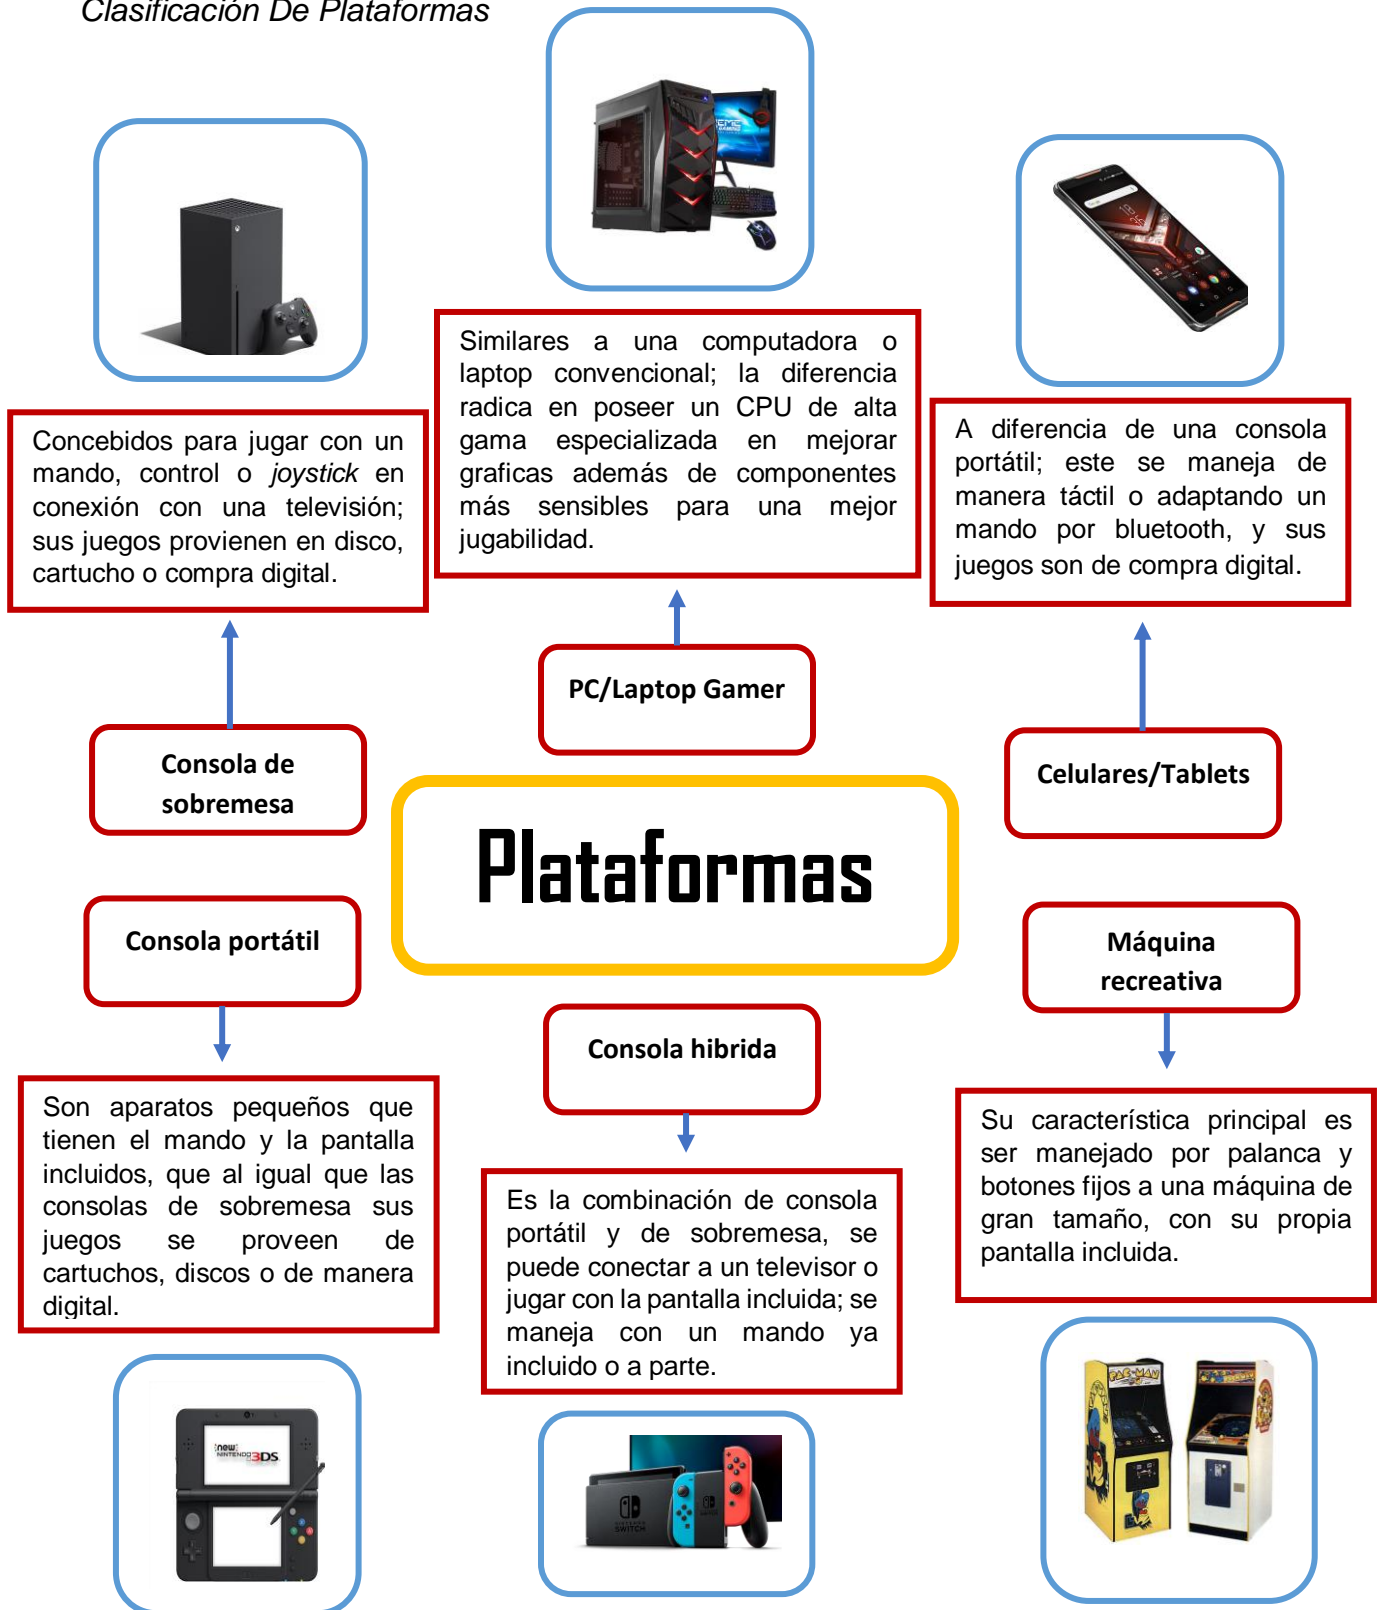 Clasificación De Plataformas
Concebidos para jugar con un
mando, control o joystick en
conexión con una televisión;
sus juegos provienen en disco,
cartucho o compra digital.
Similares a una computadora o
laptop convencional; la diferencia
radica en poseer un CPU de alta
gama especializada en mejorar
graficas además de componentes
más sensibles para una mejor
jugabilidad.
A diferencia de una consola
portátil; este se maneja de
manera táctil o adaptando un
mando por bluetooth, y sus
juegos son de compra digital.
Consola de
sobremesa
PC/Laptop Gamer
Celulares/Tablets
Plataformas
Consola portátil
Consola hibrida
Máquina
recreativa
Son aparatos pequeños que
tienen el mando y la pantalla
incluidos, que al igual que las
consolas de sobremesa sus
juegos se proveen de
cartuchos, discos o de manera
digital.
Es la combinación de consola
portátil y de sobremesa, se
puede conectar a un televisor o
jugar con la pantalla incluida; se
maneja con un mando ya
incluido o a parte.
Su característica principal es
ser manejado por palanca y
botones fijos a una máquina de
gran tamaño, con su propia
pantalla incluida.
new
NINTENDO 3DS
NINTENDO
SWITCH
PAC-MAN